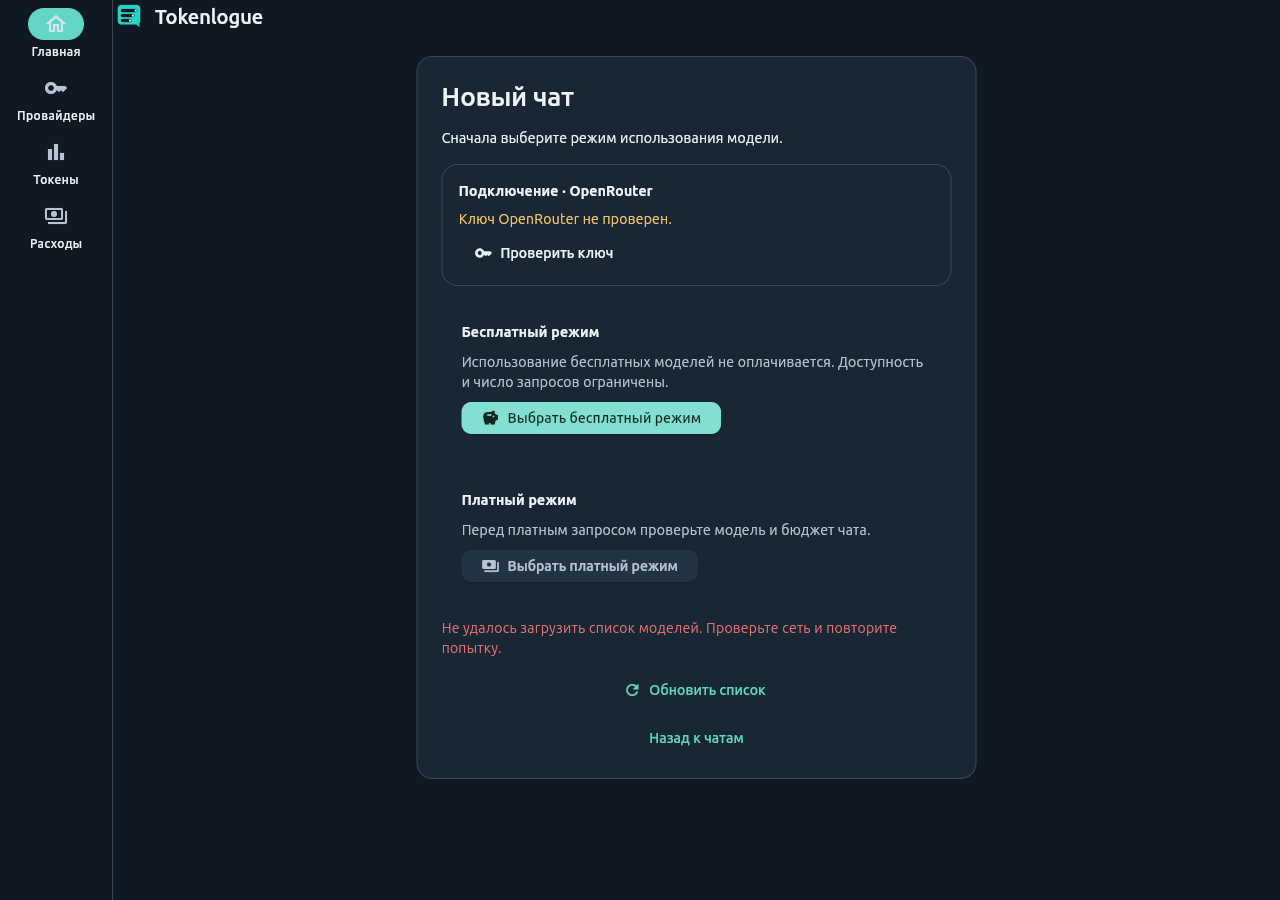 Tokenlogue
Главная
Провайдеры
Токены
Расходы
Новый чат
Сначала выберите режим использования модели.
Подключение · OpenRouter
Ключ OpenRouter не проверен.
Проверить ключ
Бесплатный режим
Использование бесплатных моделей не оплачивается. Доступность
и число запросов ограничены.
Выбрать бесплатный режим
Платный режим
Перед платным запросом проверьте модель и бюджет чата.
Выбрать платный режим
Не удалось загрузить список моделей. Проверьте сеть и повторите
попытку.
Обновить список
Назад к чатам